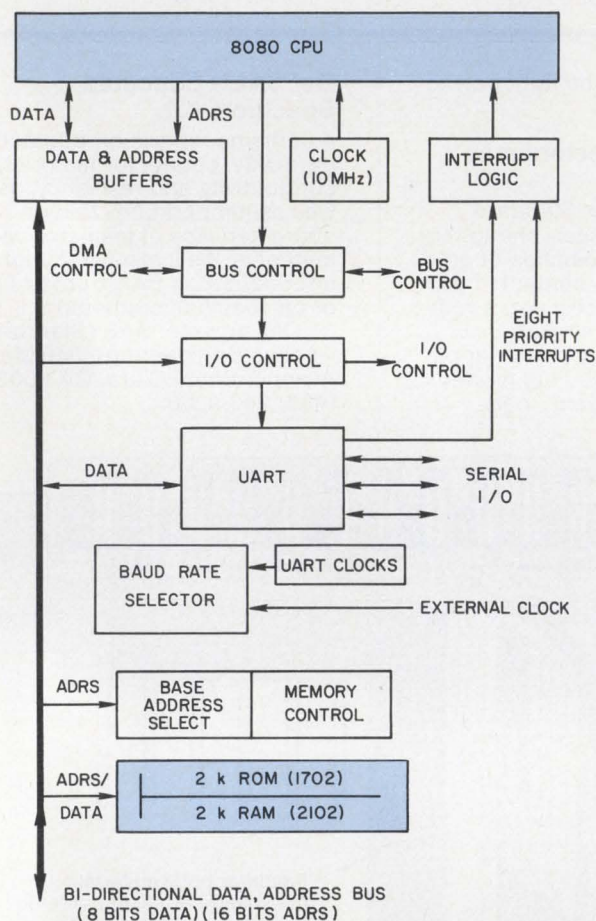 8080 CPU
DATA
ADRS
DATA & ADDRESS
BUFFERS
CLOCK
(10MHz)
INTERRUPT
LOGIC
DMA
CONTROL
BUS CONTROL
BUS
CONTROL
EIGHT
PRIORITY
INTERRUPTS
I/O CONTROL
I/O
CONTROL
DATA
UART
SERIAL
I/O
BAUD RATE
SELECTOR
UART CLOCKS
EXTERNAL CLOCK
ADRS
BASE
ADDRESS
SELECT
MEMORY
CONTROL
ADRS/
DATA
2 k ROM (1702)
2 k RAM (2102)
BI-DIRECTIONAL DATA, ADDRESS BUS
(8 BITS DATA)(16 BITS ADRS)